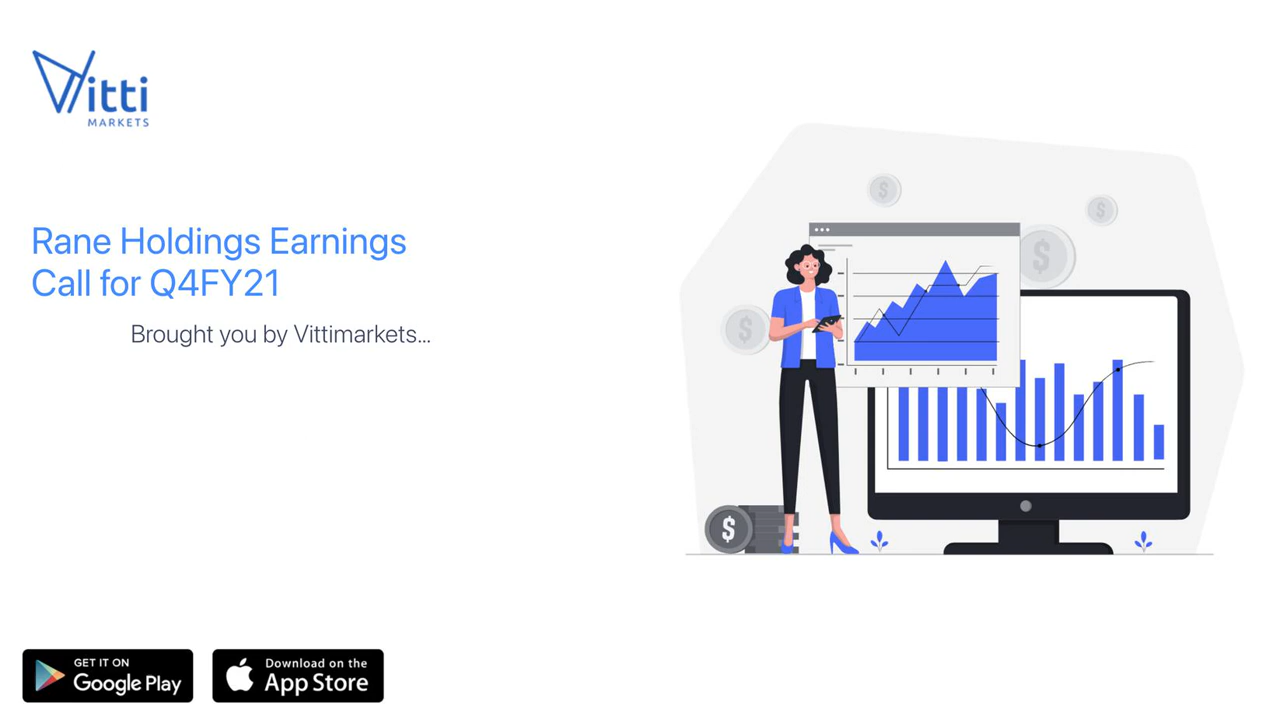 Vitti
MARKETS
Rane Holdings Earnings
Call for Q4FY21
Brought you by Vittimarkets...
GET IT ON
Google Play
Download on the
App Store
$
$
$
$
$